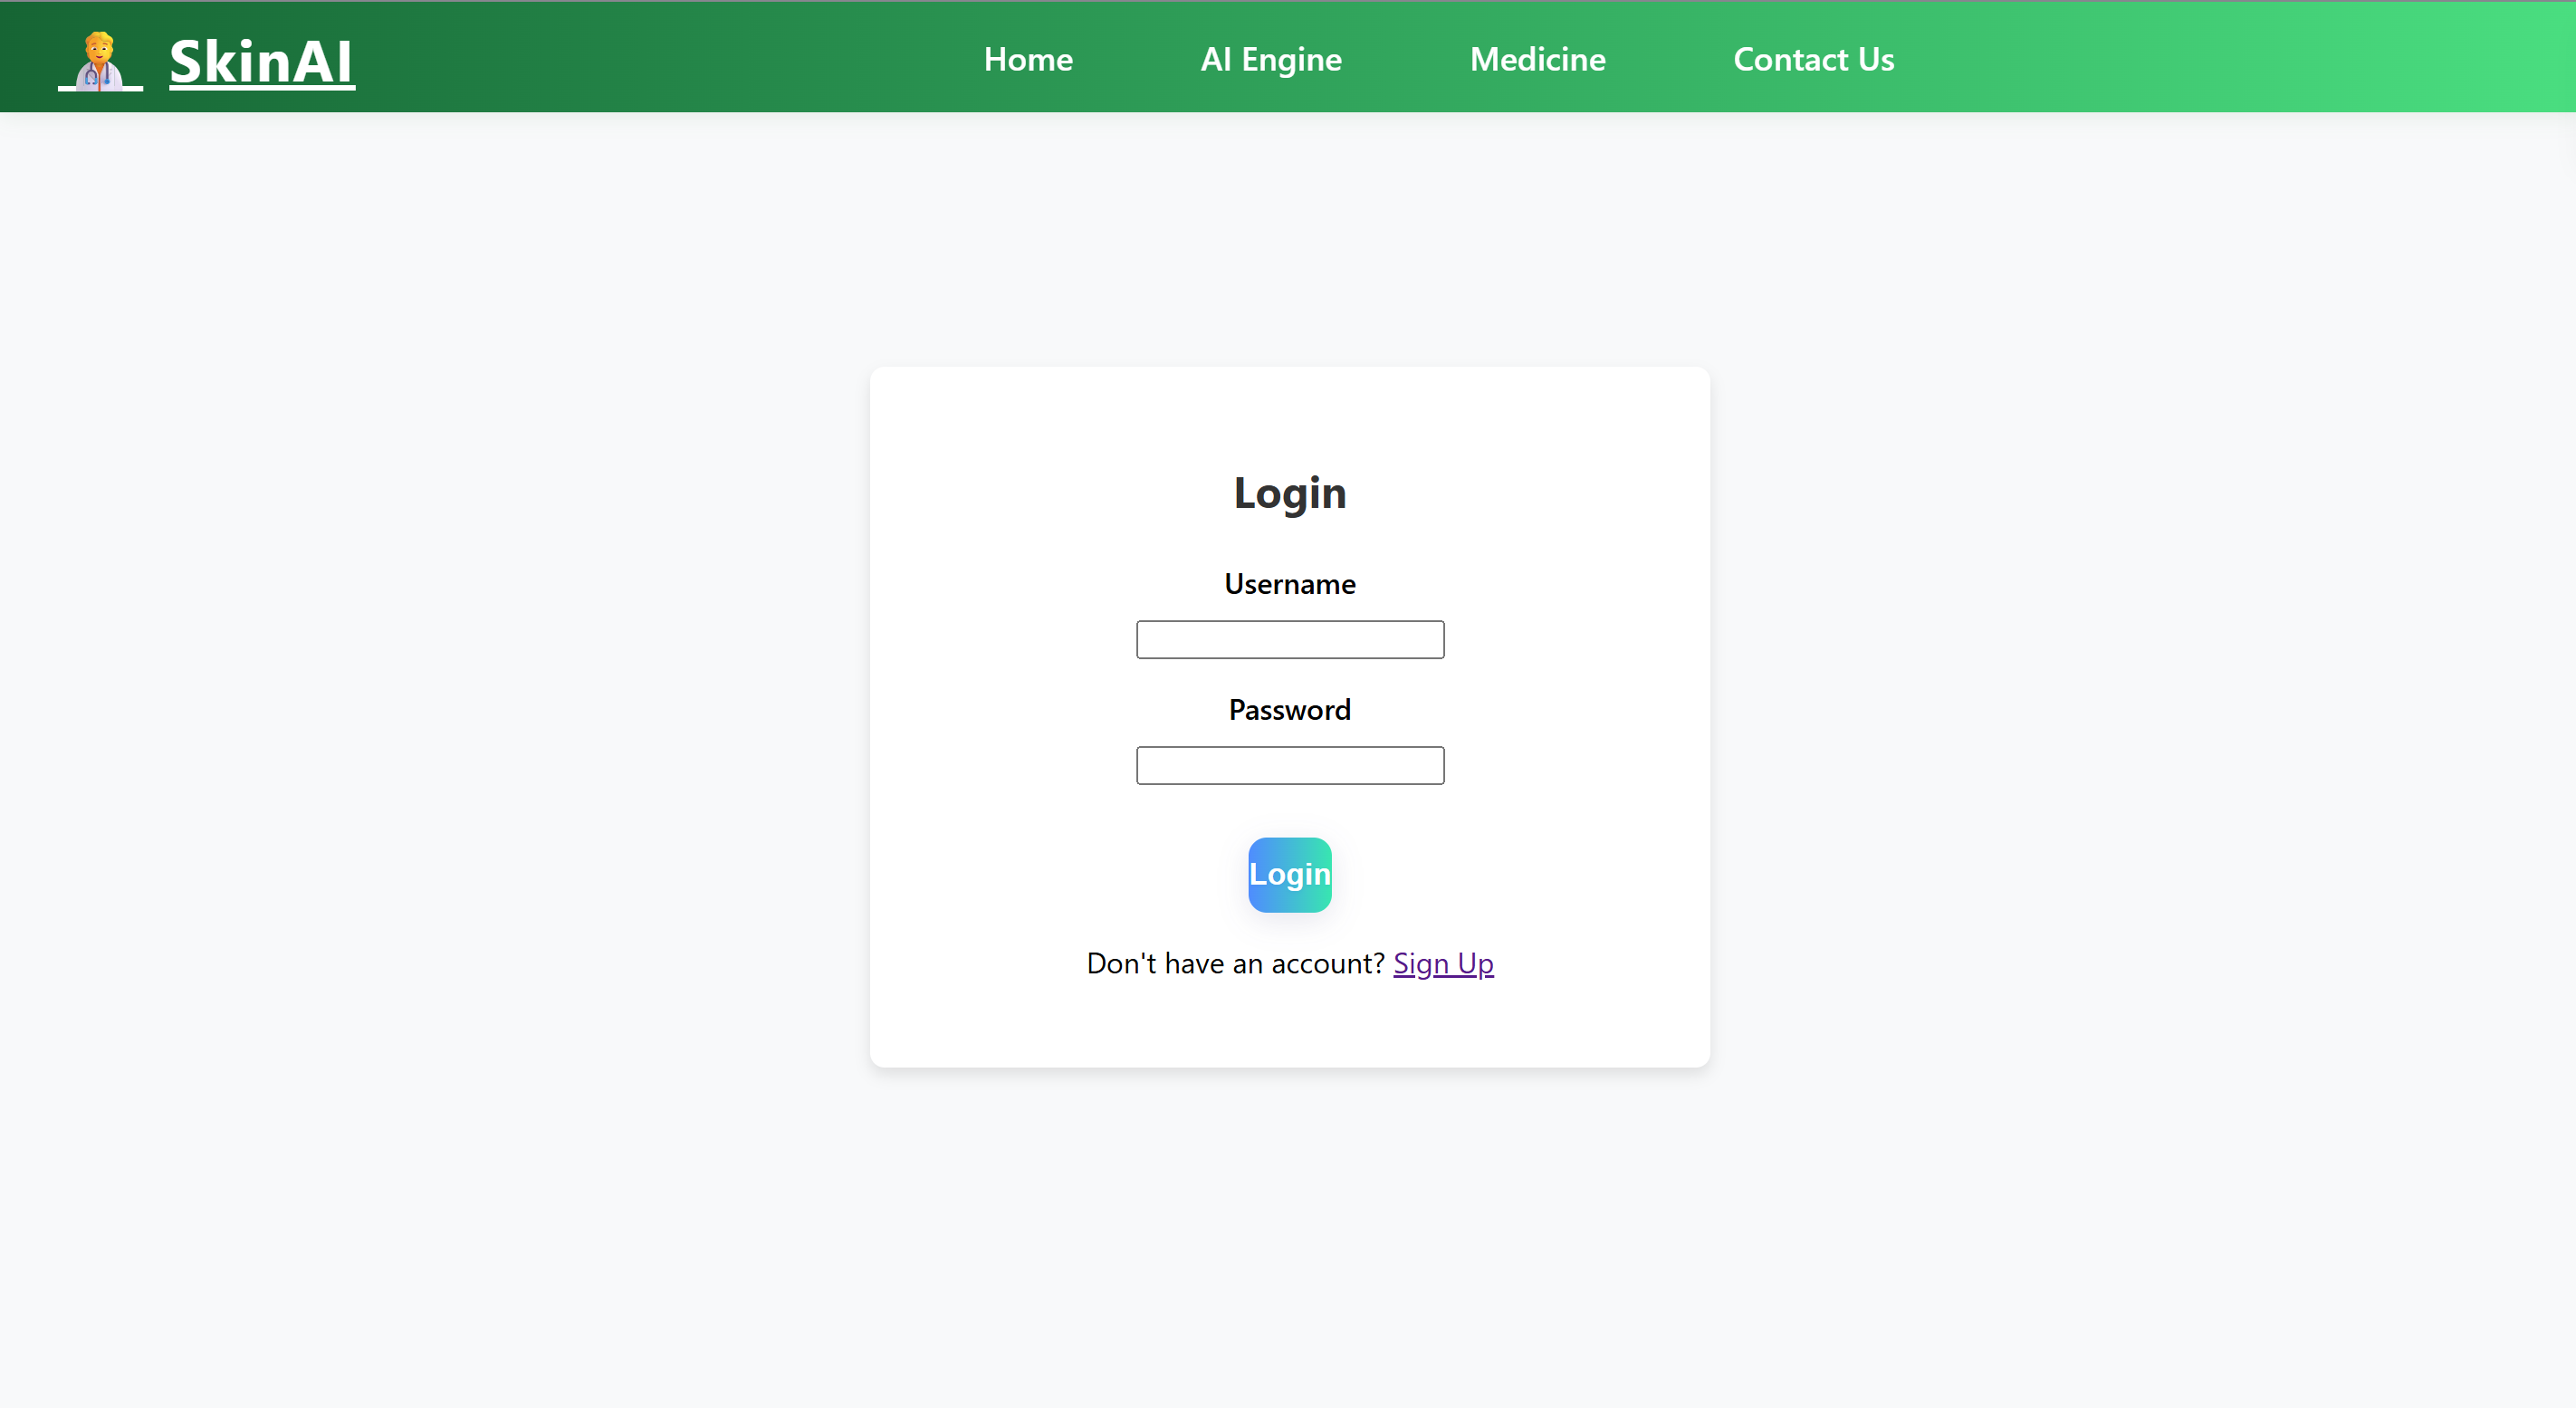 SkinAI
Home
AI Engine
Medicine
Contact Us
Login
Username
Password
Login
Don't have an account? Sign Up